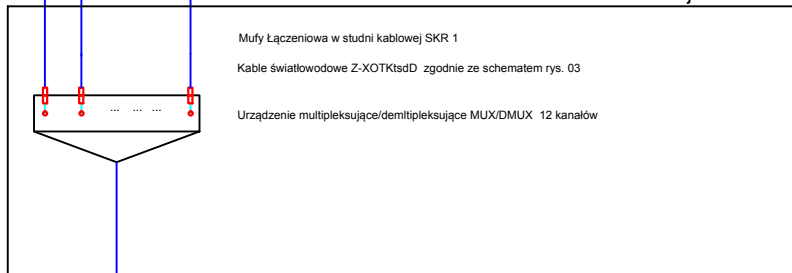 Mufy Łączeniowa w studni kablowej SKR 1
Kable światłowodowe Z-XOTKtsdD zgodnie ze schematem rys. 03
... ... ...
Urządzenie multipleksujące/demltipleksujące MUX/DMUX 12 kanałów